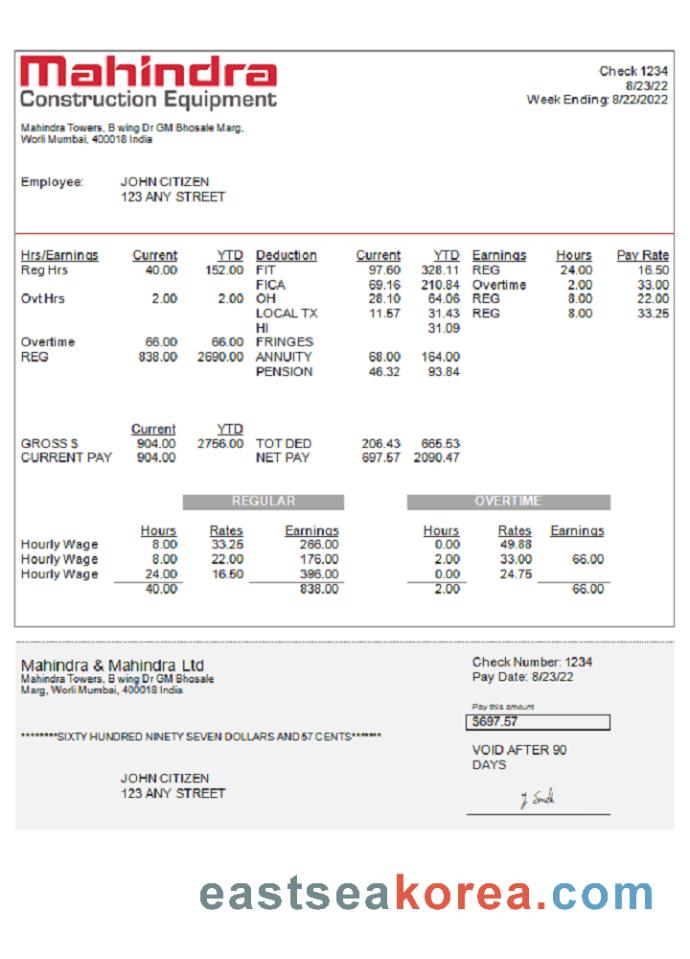 Mahindra
Construction Equipment
Check 1234
8/23/22
Week Ending: 8/22/2022
Mahindra Towers, B wing Dr GM Bhosale Marg,
Worli Mumbai, 400018 India
Employee: JOHN CITIZEN
123 ANY STREET
Hrs/Earnings Current YTD Deduction Current YTD Earnings Hours Pay Rate
Reg Hrs 40.00 152.00 FIT 97.60 328.11 REG 24.00 16.50
FICA 69.16 210.84 Overtime 2.00 33.00
Ovt Hrs 2.00 2.00 OH 28.10 64.06 REG 8.00 22.00
LOCAL TX 11.57 31.43 REG 8.00 33.25
HI 31.09
Overtime 66.00 66.00 FRINGES
REG 838.00 2690.00 ANNUITY 68.00 164.00
PENSION 46.32 93.84
Current YTD
GROSS $ 904.00 2756.00 TOT DED 206.43 665.53
CURRENT PAY 904.00 NET PAY 697.57 2090.47
REGULAR OVERTIME
Hours Rates Earnings Hours Rates Earnings
Hourly Wage 8.00 33.25 266.00 0.00 49.88
Hourly Wage 8.00 22.00 176.00 2.00 33.00 66.00
Hourly Wage 24.00 16.50 396.00 0.00 24.75
40.00 838.00 2.00 66.00
Mahindra & Mahindra Ltd
Mahindra Towers, B wing Dr GM Bhosale
Marg, Worli Mumbai, 400018 India
Check Number: 1234
Pay Date: 8/23/22
Pay this amount
$697.57
********SIXTY HUNDRED NINETY SEVEN DOLLARS AND 57 CENTS*******
VOID AFTER 90
DAYS
JOHN CITIZEN
123 ANY STREET
J. Smith
eastseakorea.com